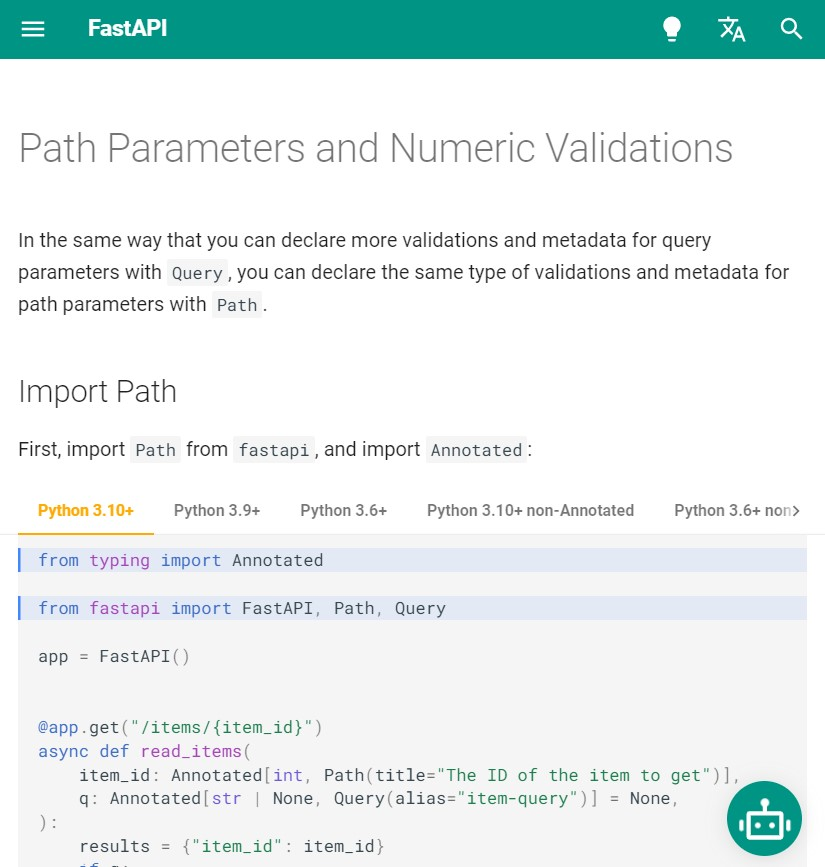 FastAPI
Path Parameters and Numeric Validations
In the same way that you can declare more validations and metadata for query
parameters with Query, you can declare the same type of validations and metadata for
path parameters with Path.
Import Path
First, import Path from fastapi, and import Annotated:
Python 3.10+ Python 3.9+ Python 3.6+ Python 3.10+ non-Annotated Python 3.6+ non
from typing import Annotated
from fastapi import FastAPI, Path, Query
app = FastAPI()
@app.get("/items/{item_id}")
async def read_items(
    item_id: Annotated[int, Path(title="The ID of the item to get")],
    q: Annotated[str | None, Query(alias="item-query")] = None,
):
    results = {"item_id": item_id}